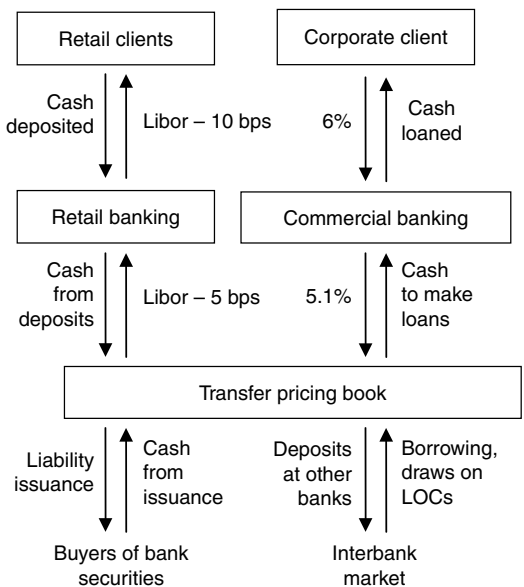 Retail clients
Corporate client
Cash
deposited
Libor – 10 bps
6%
Cash
loaned
Retail banking
Commercial banking
Cash
from
deposits
Libor – 5 bps
5.1%
Cash
to make
loans
Transfer pricing book
Liability
issuance
Cash
from
issuance
Deposits
at other
banks
Borrowing,
draws on
LOCs
Buyers of bank
securities
Interbank
market